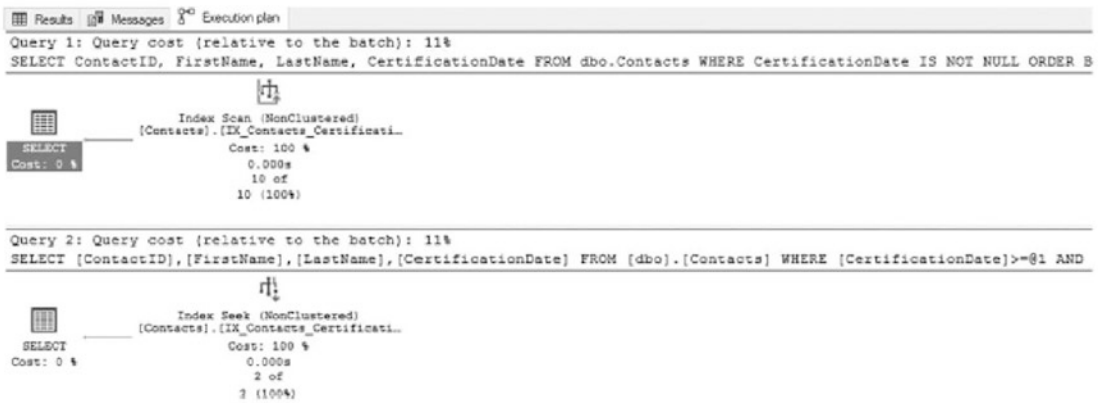 Results Messages Execution plan
Query 1: Query cost (relative to the batch): 11%
SELECT ContactID, FirstName, LastName, CertificationDate FROM dbo.Contacts WHERE CertificationDate IS NOT NULL ORDER B
Index Scan (NonClustered)
[Contacts].[IX_Contacts_Certificati…
SELECT
Cost: 0 %
Cost: 100 %
0.000s
10 of
10 (100%)
Query 2: Query cost (relative to the batch): 11%
SELECT [ContactID],[FirstName],[LastName],[CertificationDate] FROM [dbo].[Contacts] WHERE [CertificationDate]>=@1 AND
Index Seek (NonClustered)
[Contacts].[IX_Contacts_Certificati…
SELECT
Cost: 0 %
Cost: 100 %
0.000s
2 of
2 (100%)